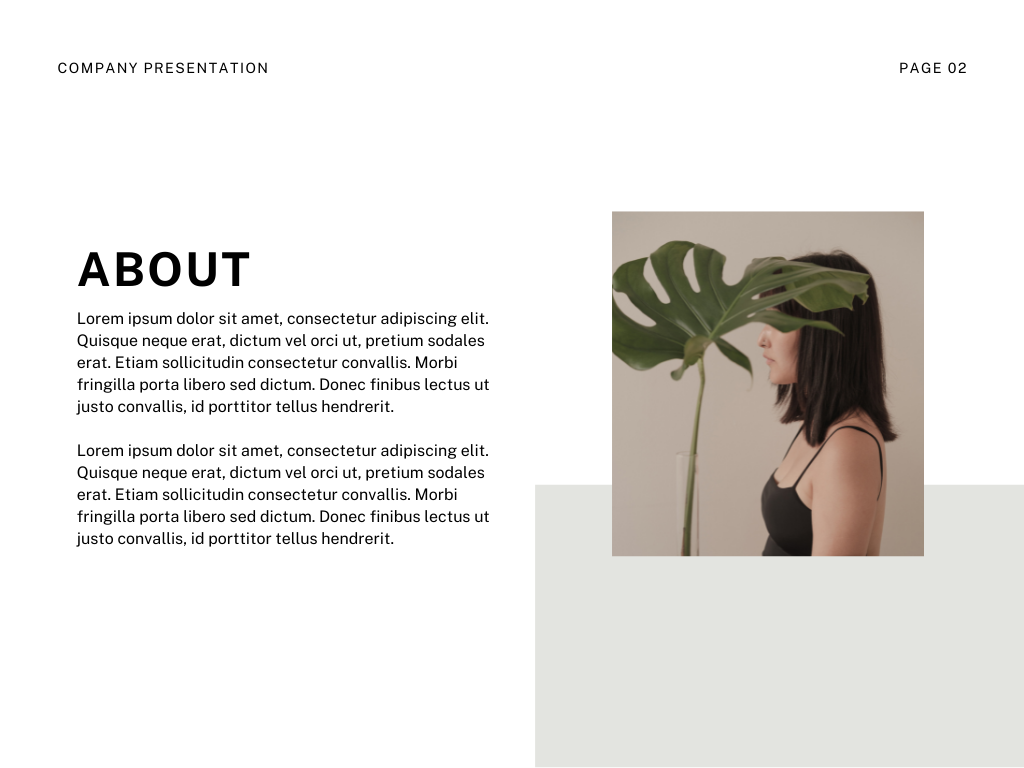 COMPANY PRESENTATION
PAGE 02
ABOUT
Lorem ipsum dolor sit amet, consectetur adipiscing elit.
Quisque neque erat, dictum vel orci ut, pretium sodales
erat. Etiam sollicitudin consectetur convallis. Morbi
fringilla porta libero sed dictum. Donec finibus lectus ut
justo convallis, id porttitor tellus hendrerit.
Lorem ipsum dolor sit amet, consectetur adipiscing elit.
Quisque neque erat, dictum vel orci ut, pretium sodales
erat. Etiam sollicitudin consectetur convallis. Morbi
fringilla porta libero sed dictum. Donec finibus lectus ut
justo convallis, id porttitor tellus hendrerit.